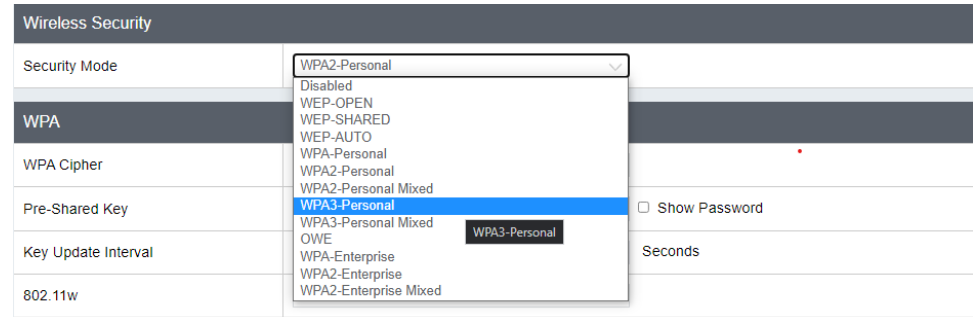 Wireless Security
Security Mode
WPA2-Personal
Disabled
WEP-OPEN
WEP-SHARED
WEP-AUTO
WPA-Personal
WPA2-Personal
WPA2-Personal Mixed
WPA3-Personal
WPA3-Personal Mixed
OWE
WPA-Enterprise
WPA2-Enterprise
WPA2-Enterprise Mixed
WPA3-Personal
WPA
WPA Cipher
Pre-Shared Key
Show Password
Key Update Interval
Seconds
802.11w